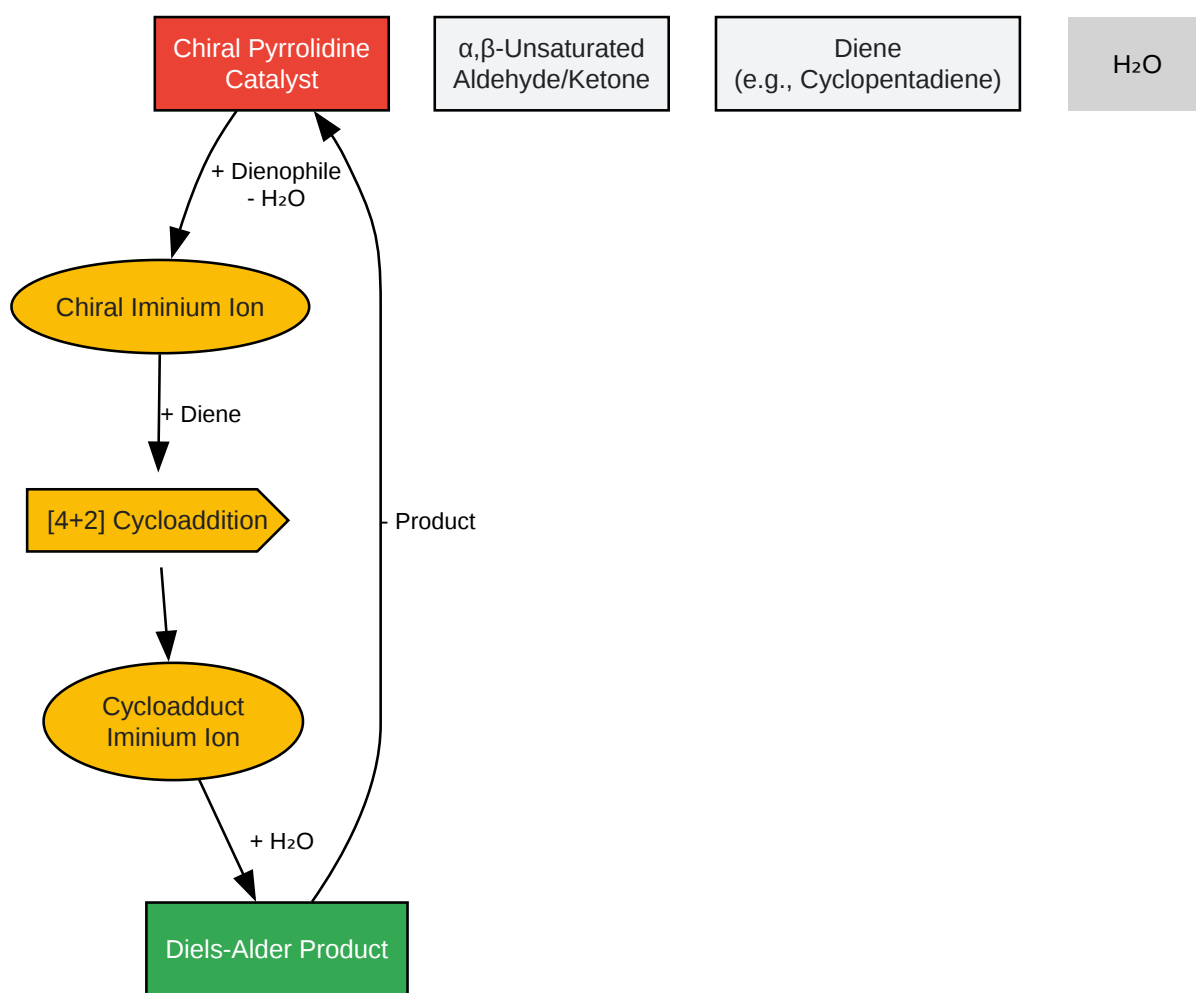 Chiral Pyrrolidine
Catalyst
α,β-Unsaturated
Aldehyde/Ketone
Diene
(e.g., Cyclopentadiene)
H₂O
+ Dienophile
- H₂O
Chiral Iminium Ion
+ Diene
[4+2] Cycloaddition
- Product
Cycloadduct
Iminium Ion
+ H₂O
Diels-Alder Product